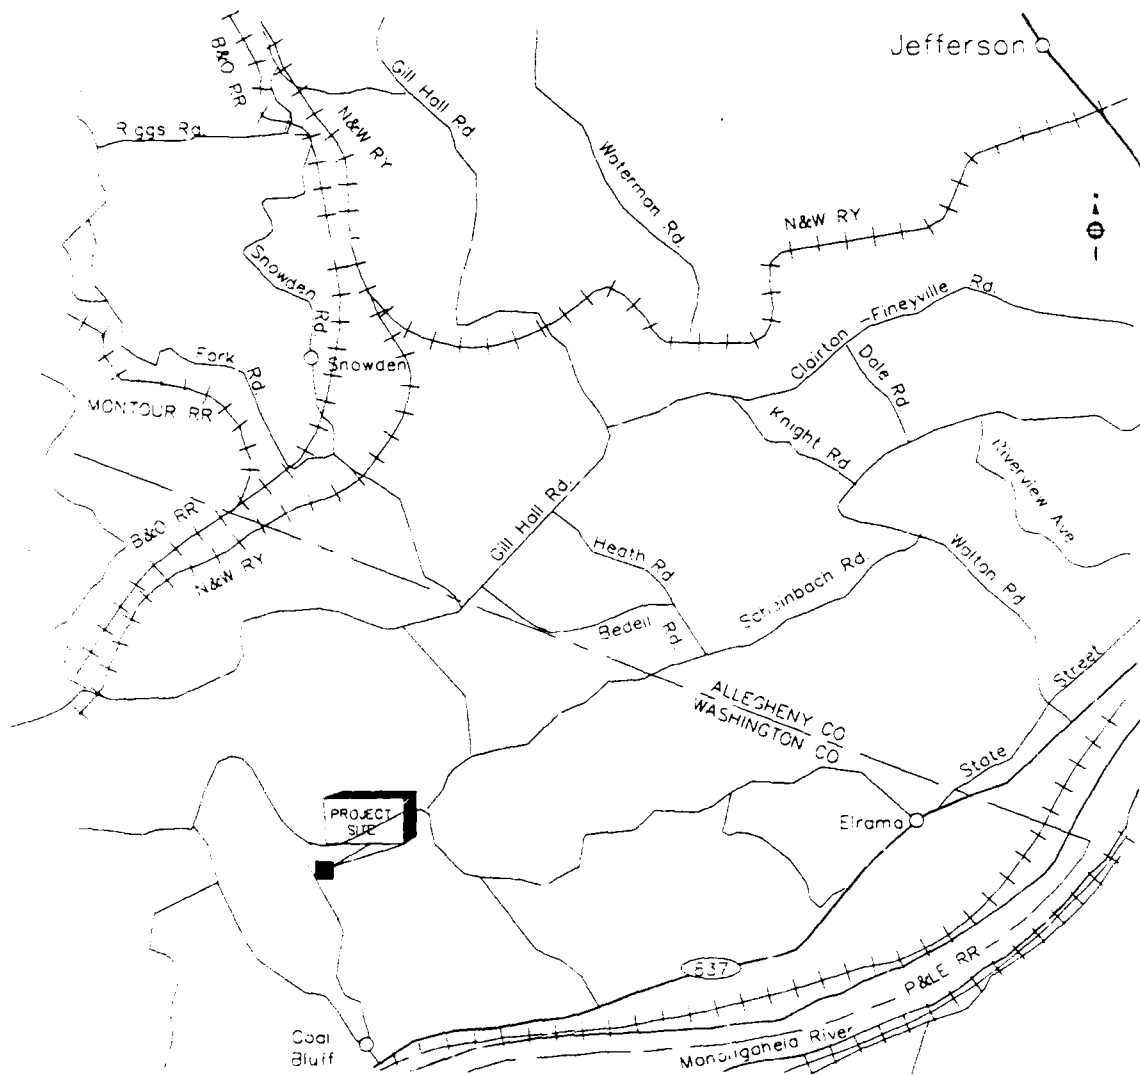 Jefferson
B&O RR
Gill Hall Rd.
N&W RY
Riggs Rd.
Waterman Rd.
N&W RY
Snowden Rd.
Clairton-Fineyville Rd.
Fork Rd.
Snowden
Dale Rd.
MONTOUR RR
Knight Rd.
Riverview Ave
B&O RR
Gill Hall Rd.
N&W RY
Heath Rd.
Walton Rd.
Scheinbach Rd.
Bedell Rd.
State Street
ALLEGHENY CO
WASHINGTON CO
PROJECT
SITE
Elrama
837
P&LE RR
Monongahela River
Coal
Bluff